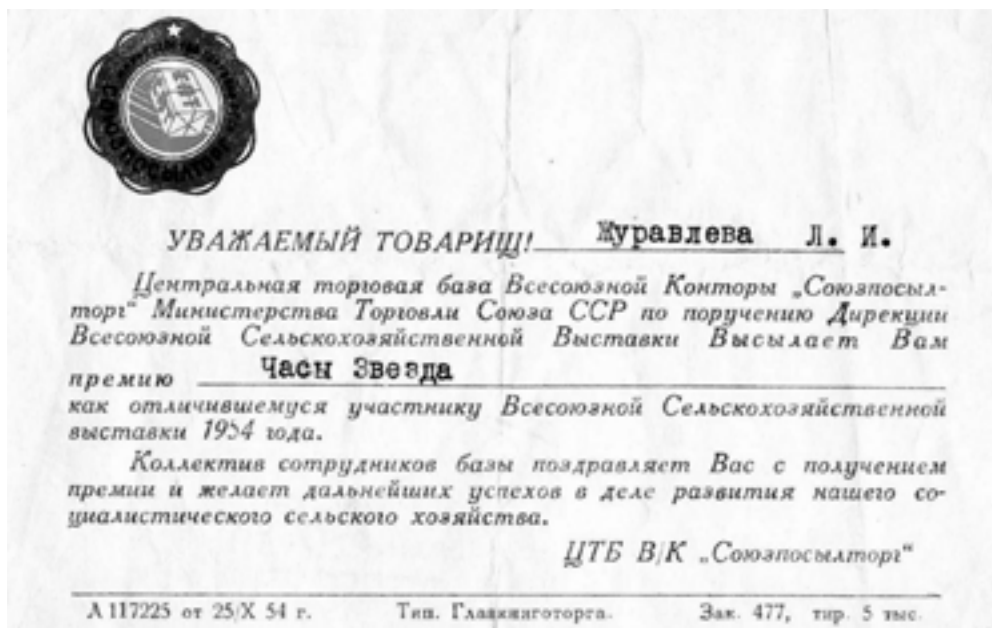 СОЮЗПОСЫЛТОРГ
УВАЖАЕМЫЙ ТОВАРИЩ! Журавлева Л. И.
Центральная торговая база Всесоюзной Конторы „Союзпосыл-
торг“ Министерства Торговли Союза ССР по поручению Дирекции
Всесоюзной Сельскохозяйственной Выставки Высылает Вам
премию Часы Звезда
как отличившемуся участнику Всесоюзной Сельскохозяйственной
выставки 1954 года.
Коллектив сотрудников базы поздравляет Вас с получением
премии и желает дальнейших успехов в деле развития нашего со-
циалистического сельского хозяйства.
ЦТБ В/К „Союзпосылторг“
А 117225 от 25/X 54 г. Тип. Главкниготорга. Зак. 477, тир. 5 тыс.